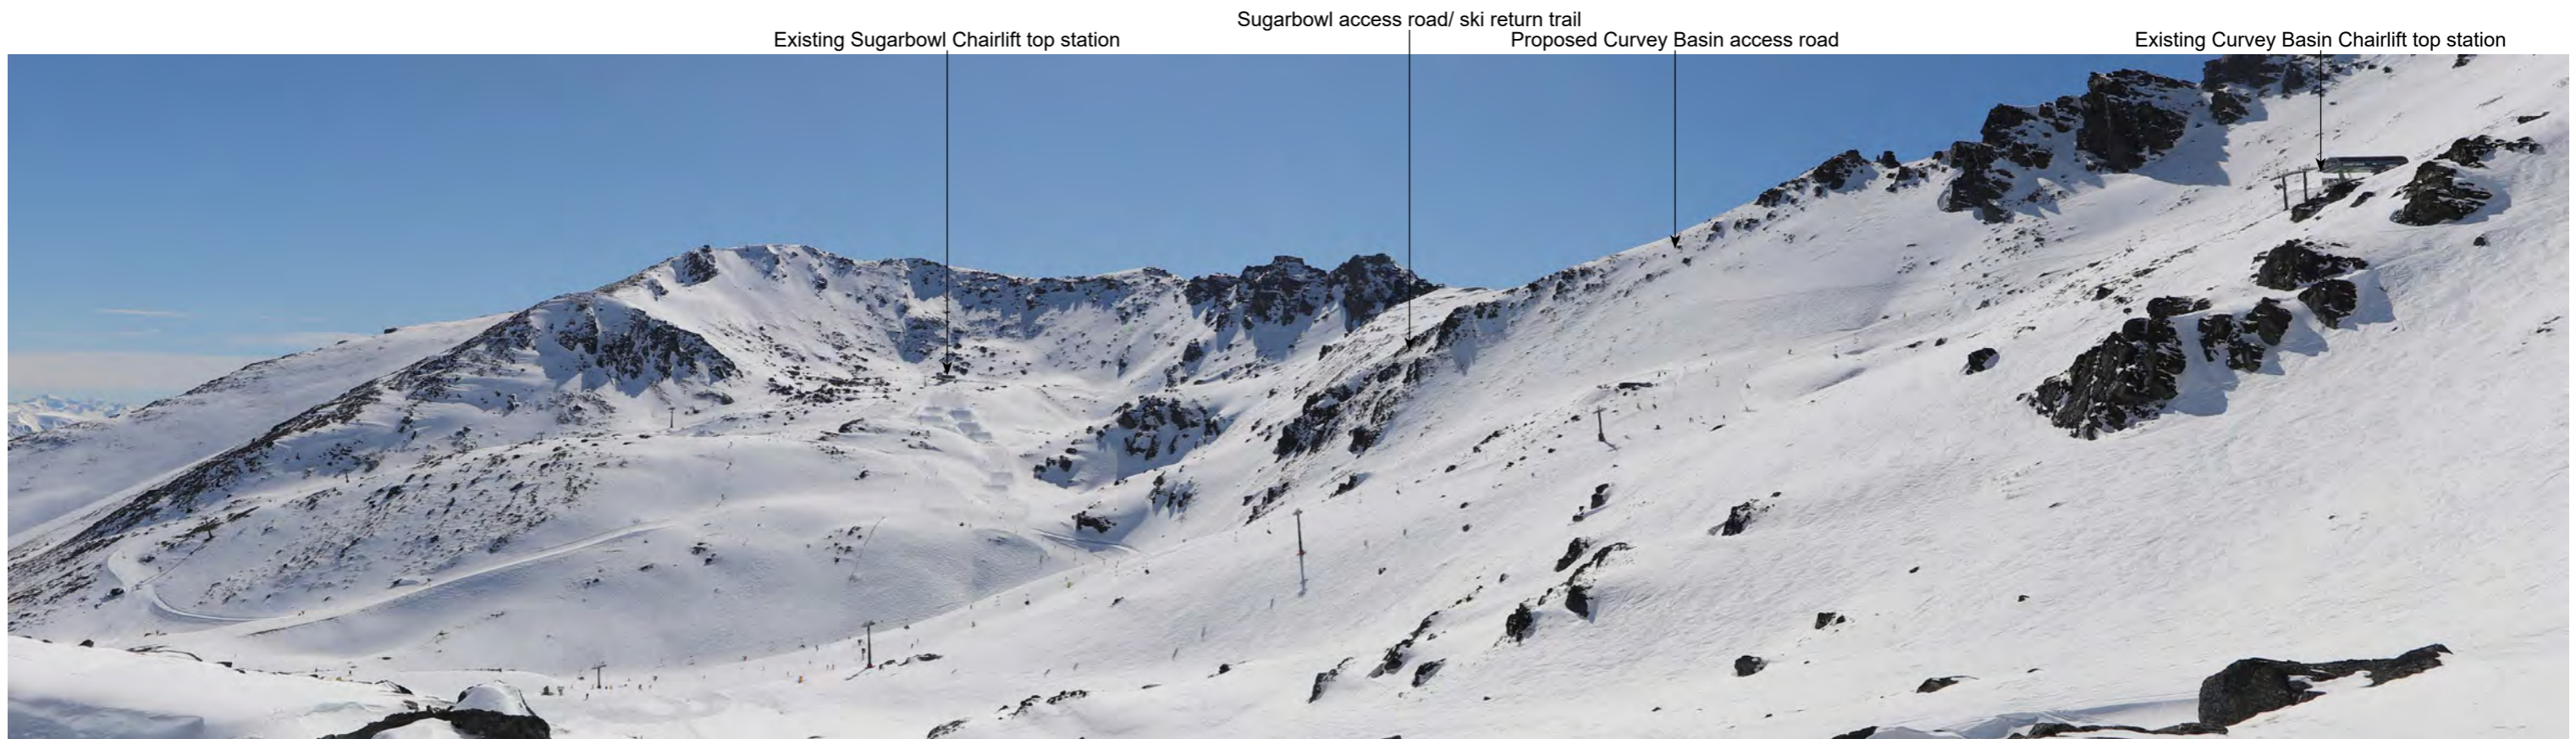 Sugarbowl access road/ ski return trail
Existing Sugarbowl Chairlift top station
Proposed Curvey Basin access road
Existing Curvey Basin Chairlift top station